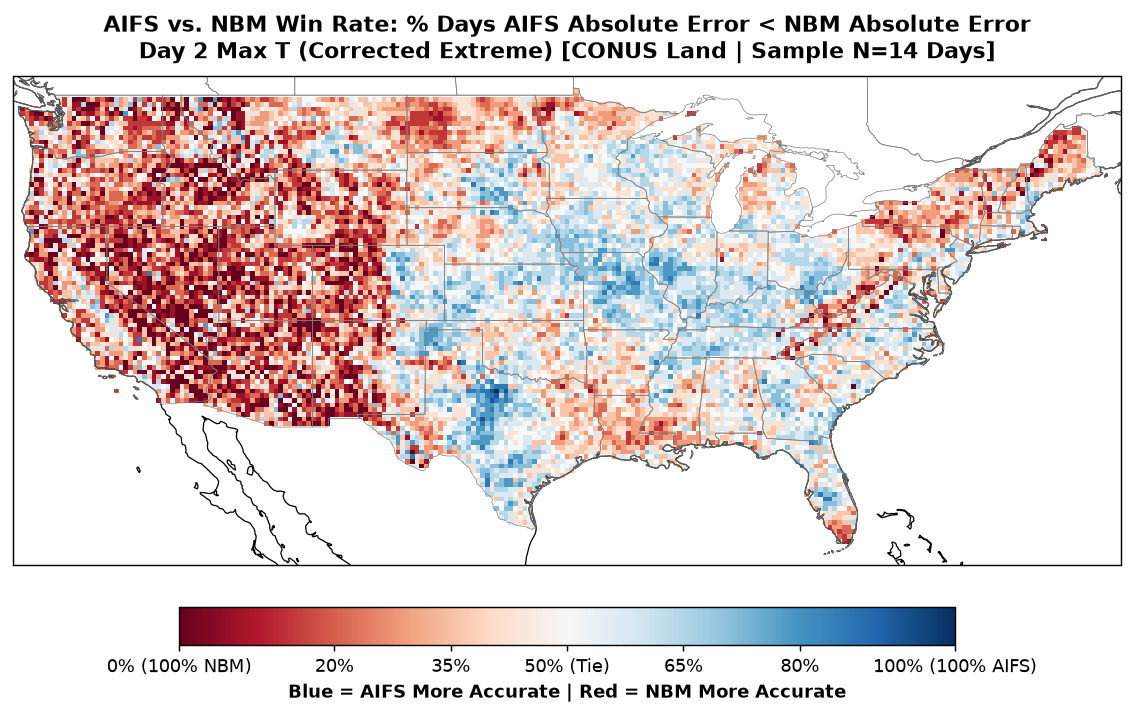 AIFS vs. NBM Win Rate: % Days AIFS Absolute Error < NBM Absolute Error
Day 2 Max T (Corrected Extreme) [CONUS Land | Sample N=14 Days]
0% (100% NBM) 20% 35% 50% (Tie) 65% 80% 100% (100% AIFS)
Blue = AIFS More Accurate | Red = NBM More Accurate